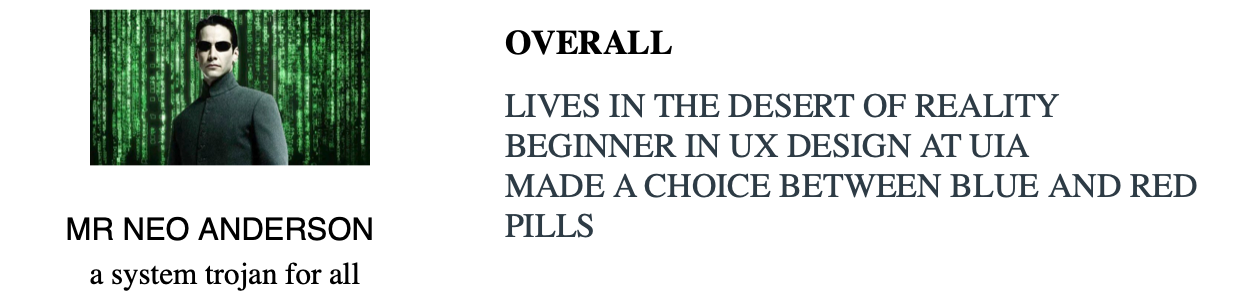 OVERALL
LIVES IN THE DESERT OF REALITY
BEGINNER IN UX DESIGN AT UIA
MADE A CHOICE BETWEEN BLUE AND RED
PILLS
MR NEO ANDERSON
a system trojan for all